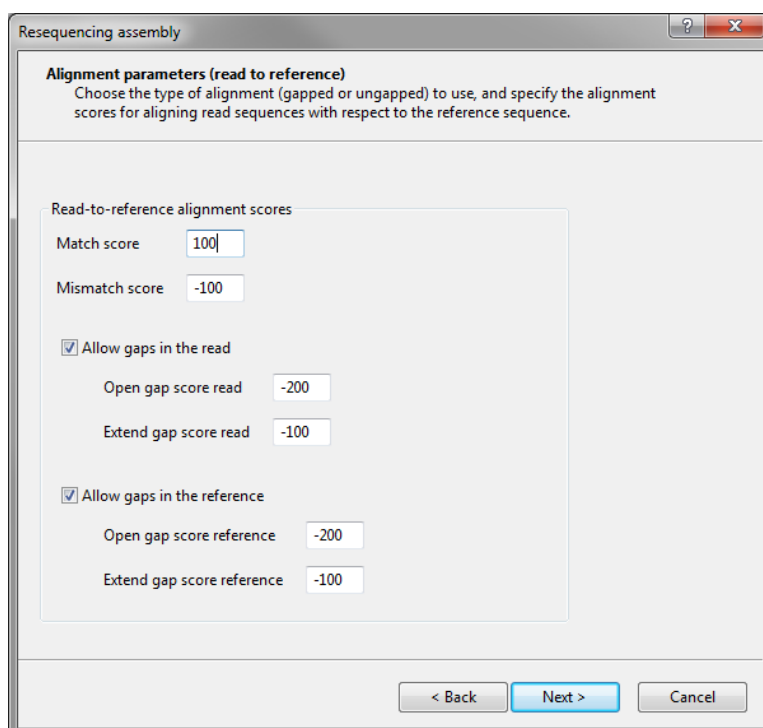 Resequencing assembly
?
Alignment parameters (read to reference)
Choose the type of alignment (gapped or ungapped) to use, and specify the alignment
scores for aligning read sequences with respect to the reference sequence.
Read-to-reference alignment scores
Match score 100
Mismatch score -100
Allow gaps in the read
Open gap score read -200
Extend gap score read -100
Allow gaps in the reference
Open gap score reference -200
Extend gap score reference -100
< Back Next > Cancel